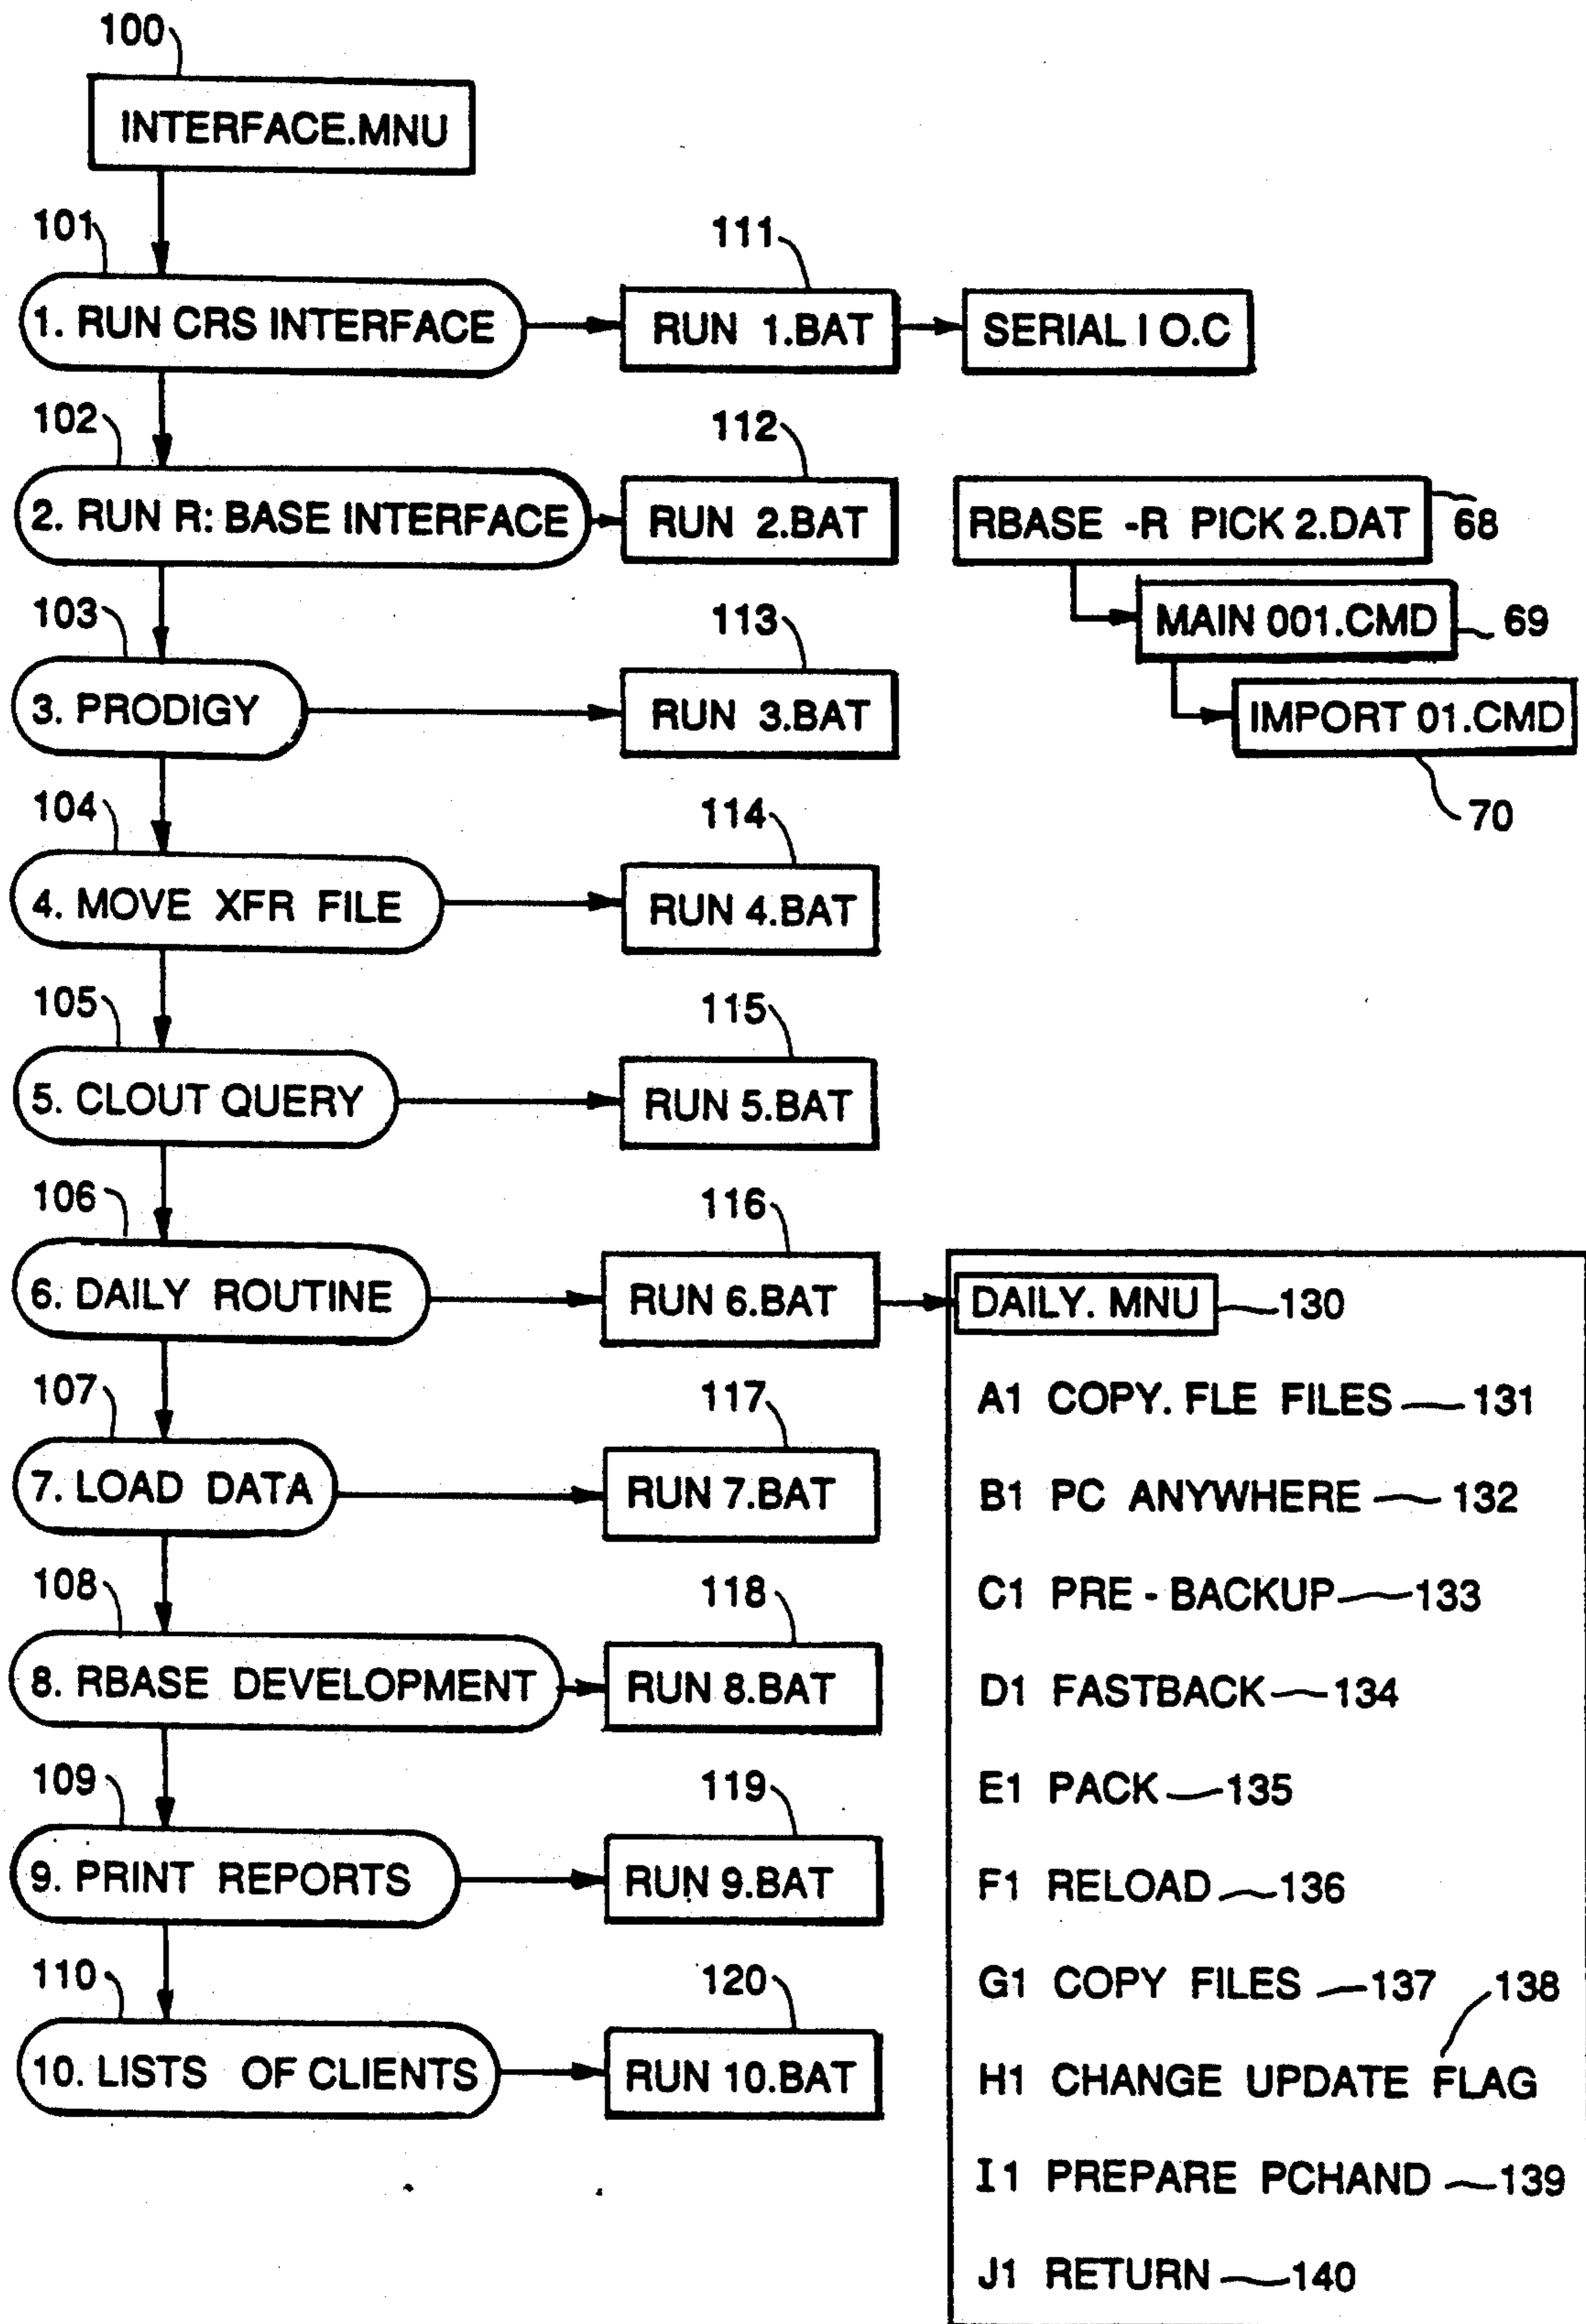 100
INTERFACE.MNU
101
111
1. RUN CRS INTERFACE
RUN 1.BAT
SERIAL I O.C
102
112
2. RUN R: BASE INTERFACE
RUN 2.BAT
RBASE -R PICK 2.DAT
68
MAIN 001.CMD
69
IMPORT 01.CMD
70
103
113
3. PRODIGY
RUN 3.BAT
104
114
4. MOVE XFR FILE
RUN 4.BAT
105
115
5. CLOUT QUERY
RUN 5.BAT
106
116
6. DAILY ROUTINE
RUN 6.BAT
107
117
7. LOAD DATA
RUN 7.BAT
108
118
8. RBASE DEVELOPMENT
RUN 8.BAT
109
119
9. PRINT REPORTS
RUN 9.BAT
110
120
10. LISTS OF CLIENTS
RUN 10.BAT
DAILY. MNU 130
A1 COPY. FLE FILES 131
B1 PC ANYWHERE 132
C1 PRE - BACKUP 133
D1 FASTBACK 134
E1 PACK 135
F1 RELOAD 136
G1 COPY FILES 137
138
H1 CHANGE UPDATE FLAG
I1 PREPARE PCHAND 139
J1 RETURN 140